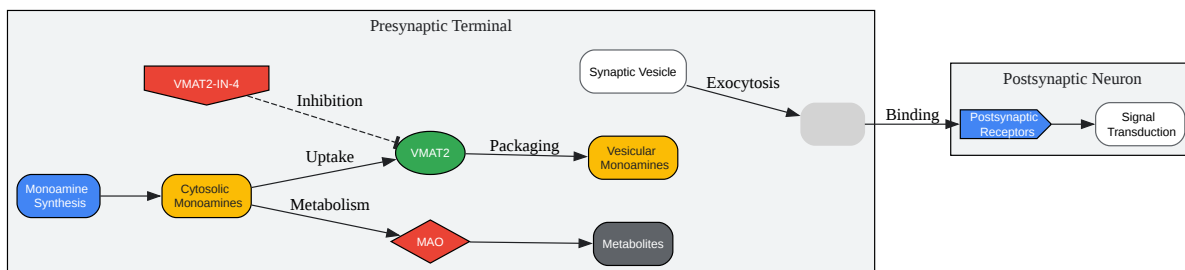 Presynaptic Terminal
VMAT2-IN-4
Inhibition
Synaptic Vesicle
Exocytosis
VMAT2
Uptake
Packaging
Vesicular
Monoamines
Monoamine
Synthesis
Cytosolic
Monoamines
Metabolism
MAO
Metabolites
Binding
Postsynaptic Neuron
Postsynaptic
Receptors
Signal
Transduction